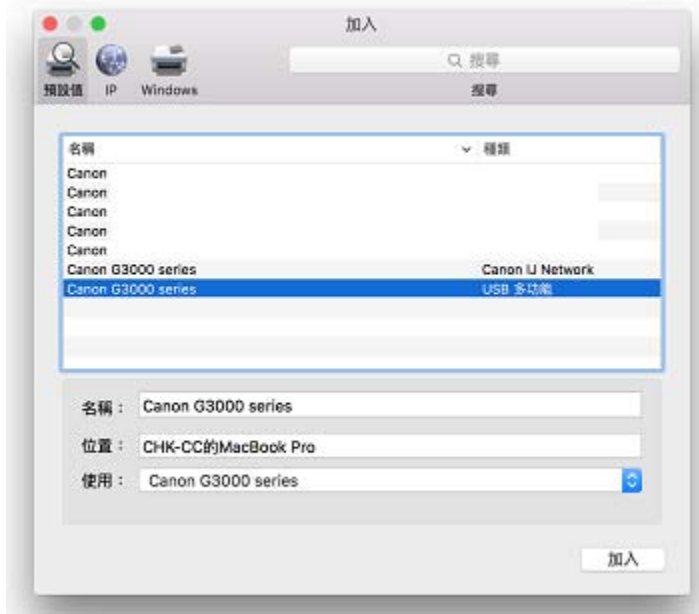 加入
搜尋
預設值 IP Windows 搜尋
名稱 種類
Canon
Canon
Canon
Canon
Canon
Canon G3000 series Canon IJ Network
Canon G3000 series USB 多功能
名稱： Canon G3000 series
位置： CHK-CC的MacBook Pro
使用： Canon G3000 series
加入